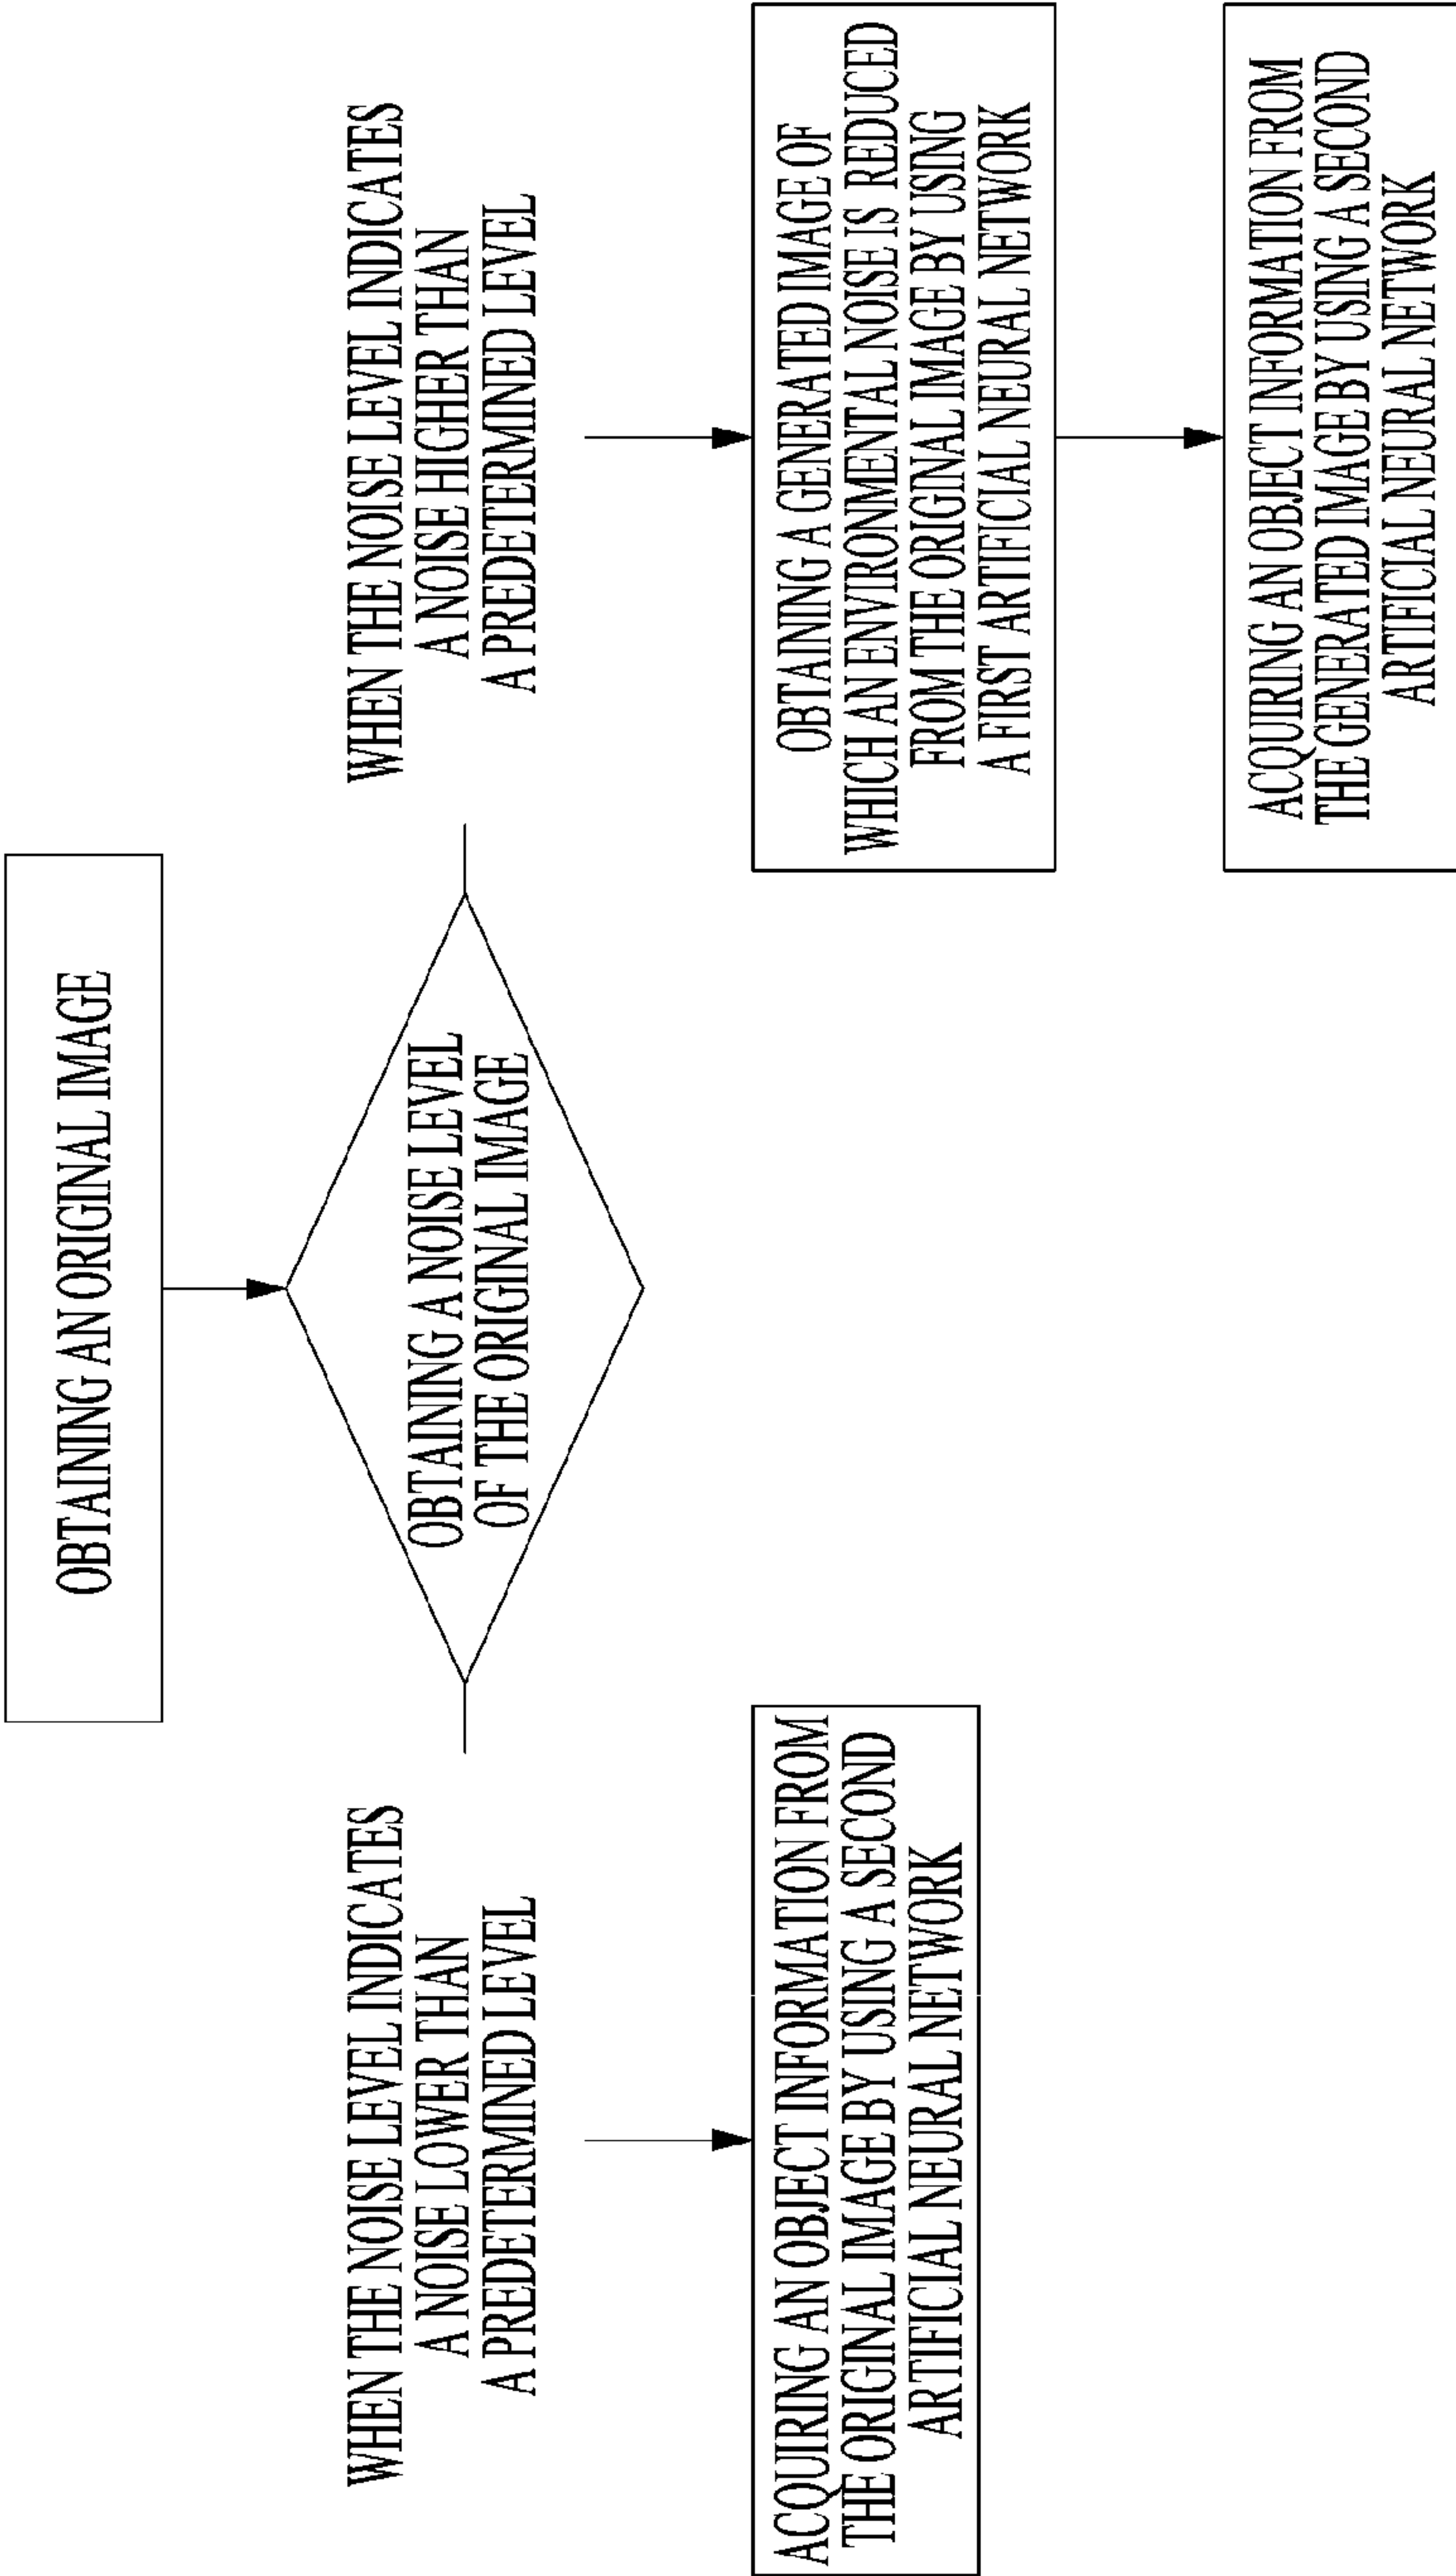 OBTAINING AN ORIGINAL IMAGE
OBTAINING A NOISE LEVEL
OF THE ORIGINAL IMAGE
WHEN THE NOISE LEVEL INDICATES
A NOISE LOWER THAN
A PREDETERMINED LEVEL
WHEN THE NOISE LEVEL INDICATES
A NOISE HIGHER THAN
A PREDETERMINED LEVEL
ACQUIRING AN OBJECT INFORMATION FROM
THE ORIGINAL IMAGE BY USING A SECOND
ARTIFICIAL NEURAL NETWORK
OBTAINING A GENERATED IMAGE OF
WHICH AN ENVIRONMENTAL NOISE IS REDUCED
FROM THE ORIGINAL IMAGE BY USING
A FIRST ARTIFICIAL NEURAL NETWORK
ACQUIRING AN OBJECT INFORMATION FROM
THE GENERATED IMAGE BY USING A SECOND
ARTIFICIAL NEURAL NETWORK